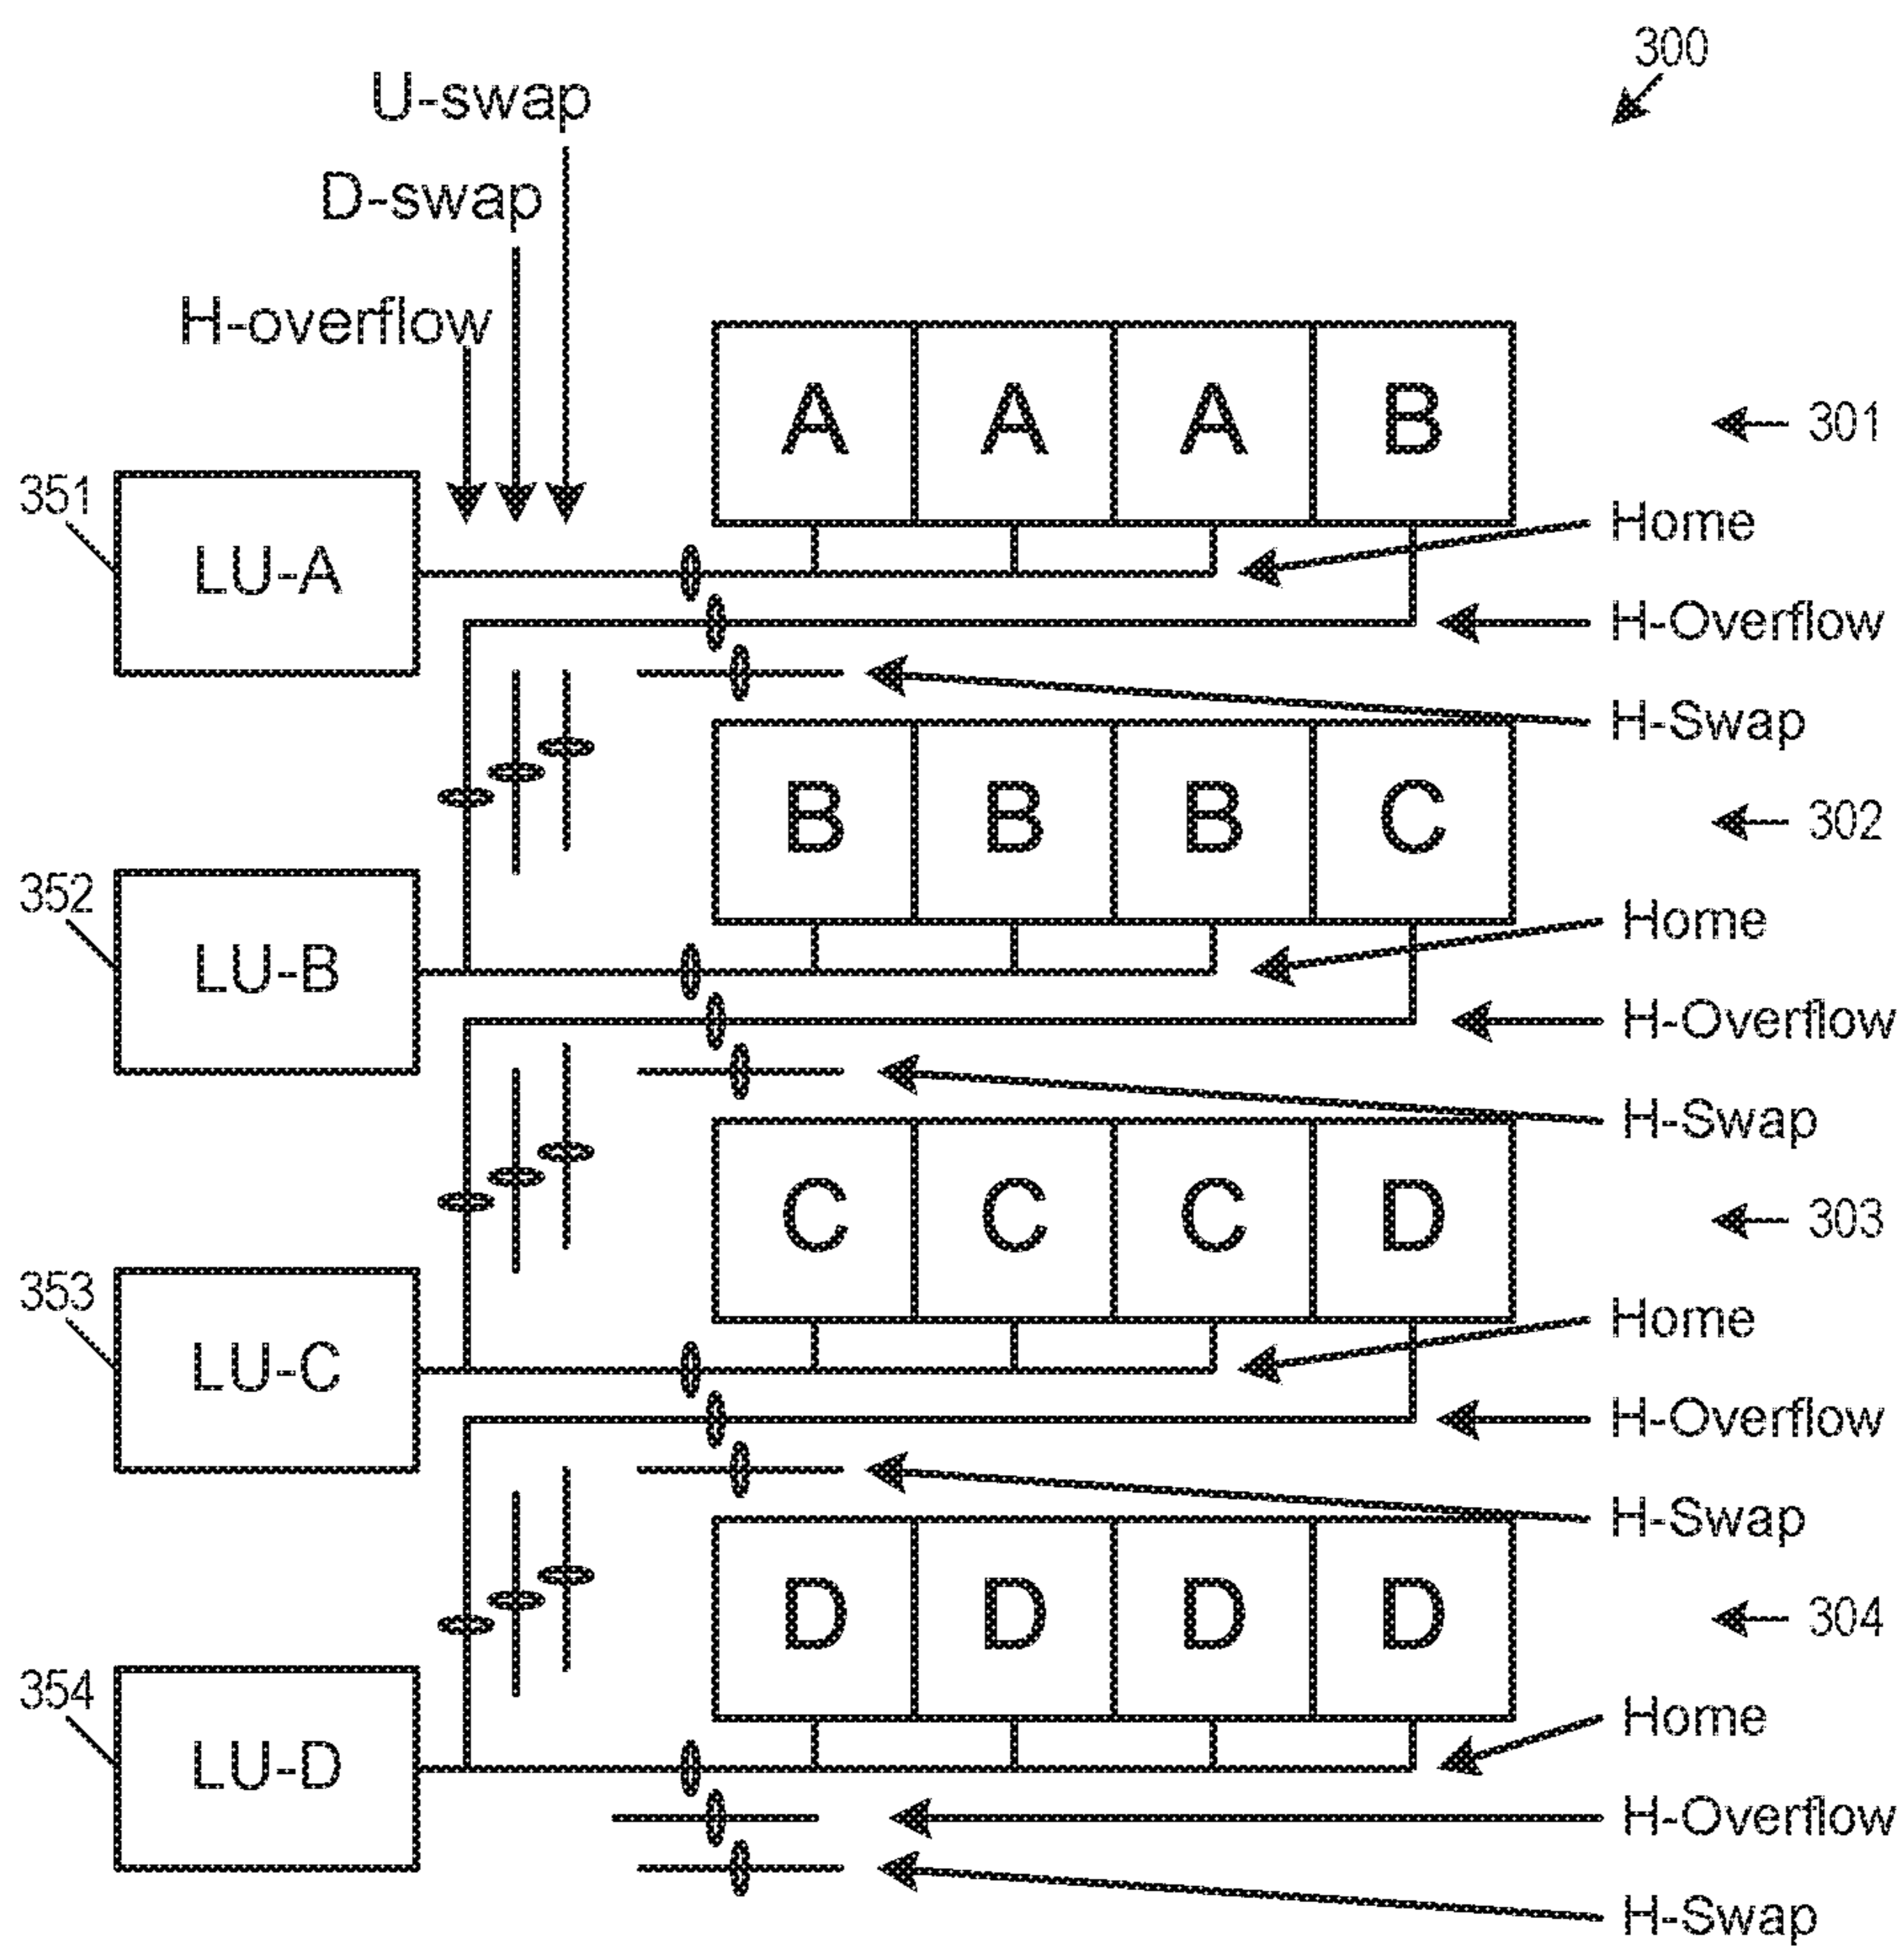 300
U-swap
D-swap
H-overflow
A A A B
301
351
LU-A
Home
H-Overflow
H-Swap
B B B C
302
352
LU-B
Home
H-Overflow
H-Swap
C C C D
303
353
LU-C
Home
H-Overflow
H-Swap
D D D D
304
354
LU-D
Home
H-Overflow
H-Swap